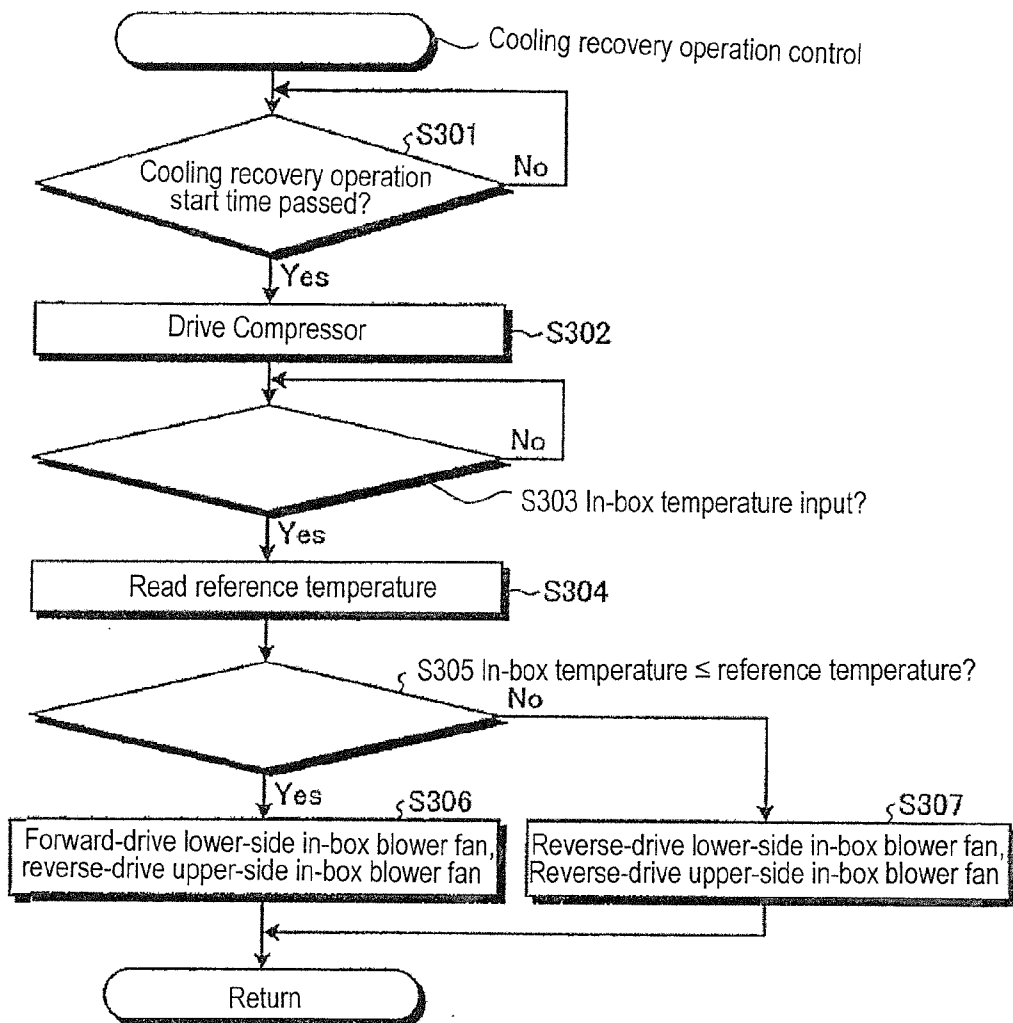 Cooling recovery operation control
S301
Cooling recovery operation
start time passed?
No
Yes
Drive Compressor
S302
No
S303 In-box temperature input?
Yes
Read reference temperature
S304
S305 In-box temperature ≤ reference temperature?
No
Yes
S306
Forward-drive lower-side in-box blower fan,
reverse-drive upper-side in-box blower fan
S307
Reverse-drive lower-side in-box blower fan,
Reverse-drive upper-side in-box blower fan
Return